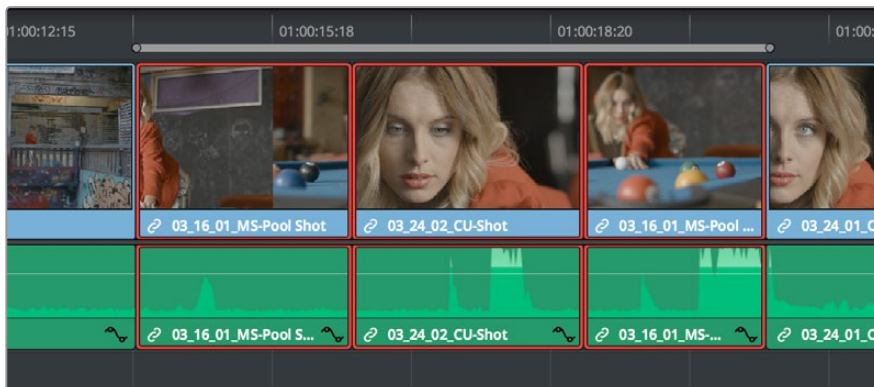 1:00:12:15 01:00:15:18 01:00:18:20 01:00:
03_16_01_MS-Pool Shot 03_24_02_CU-Shot 03_16_01_MS-Pool ... 03_24_01_C
03_16_01_MS-Pool S... 03_24_02_CU-Shot 03_16_01_MS-... 03_24_01_C